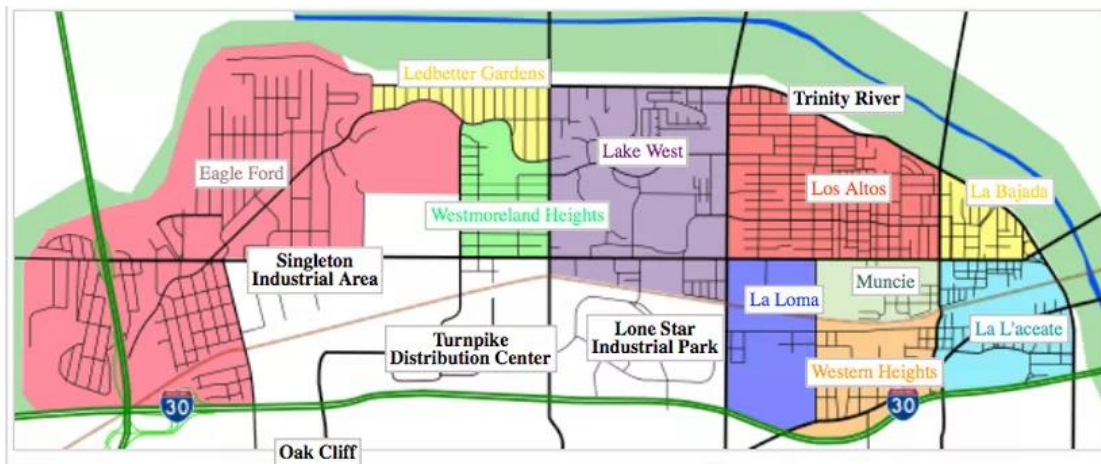 Ledbetter Gardens
Trinity River
Lake West
Eagle Ford
Los Altos
La Bajada
Westmoreland Heights
Singleton
Industrial Area
Muncie
La Loma
Lone Star
Industrial Park
La L'aceate
Turnpike
Distribution Center
Western Heights
30
30
Oak Cliff